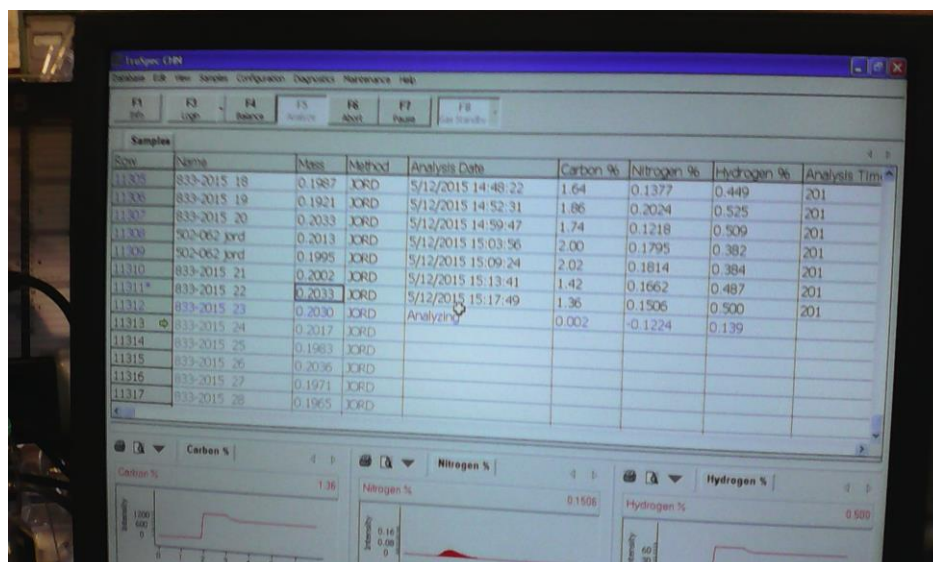 TruSpec CHN
Database Edit View Samples Configuration Diagnostics Maintenance Help
F1 F3 F4 F5 F6 F7 F8
Info Login Balance Analyze Abort Pause Gas Standby
Samples
Row Name Mass Method Analysis Date Carbon % Nitrogen % Hydrogen % Analysis Time
11305 833-2015 18 0.1987 JORD 5/12/2015 14:48:22 1.64 0.1377 0.449 201
11306 833-2015 19 0.1921 JORD 5/12/2015 14:52:31 1.86 0.2024 0.525 201
11307 833-2015 20 0.2033 JORD 5/12/2015 14:59:47 1.74 0.1218 0.509 201
11308 502-062 jord 0.2013 JORD 5/12/2015 15:03:56 2.00 0.1795 0.382 201
11309 502-062 jord 0.1995 JORD 5/12/2015 15:09:24 2.02 0.1814 0.384 201
11310 833-2015 21 0.2002 JORD 5/12/2015 15:13:41 1.42 0.1662 0.487 201
11311* 833-2015 22 0.2033 JORD 5/12/2015 15:17:49 1.36 0.1506 0.500 201
11312 833-2015 23 0.2030 JORD Analyzing 0.002 -0.1224 0.139
11313 833-2015 24 0.2017 JORD
11314 833-2015 25 0.1983 JORD
11315 833-2015 26 0.2036 JORD
11316 833-2015 27 0.1971 JORD
11317 833-2015 28 0.1965 JORD
Carbon % Nitrogen % Hydrogen %
Carbon % 1.36 Nitrogen % 0.1506 Hydrogen % 0.500
Intensity 1200 600 0
Intensity 0.16 0.08 0
60